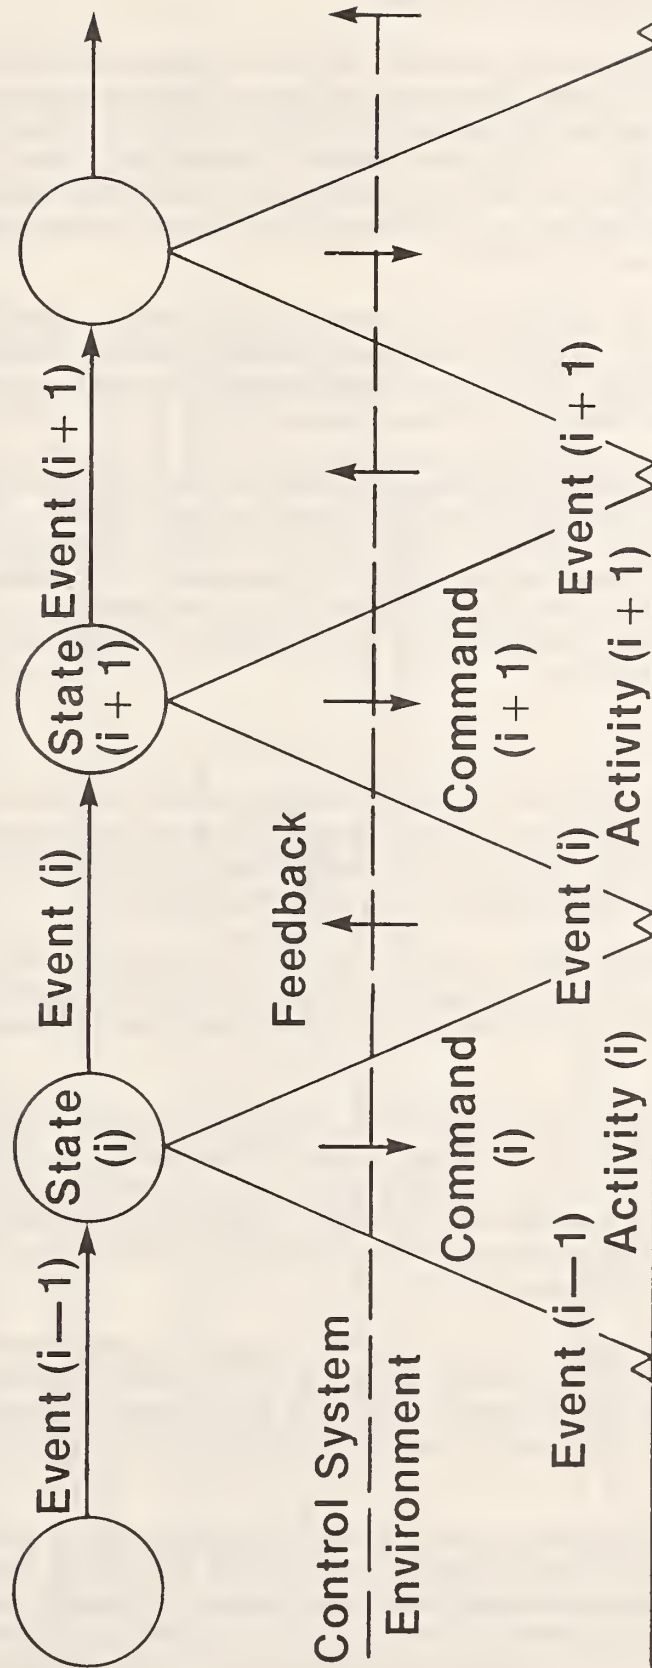 Event (i—1)
State
(i)
Event (i)
State
(i + 1)
Event (i + 1)
Feedback
Control System
Environment
Command
(i)
Command
(i + 1)
Event (i—1)
Event (i)
Event (i + 1)
Activity (i)
Activity (i + 1)